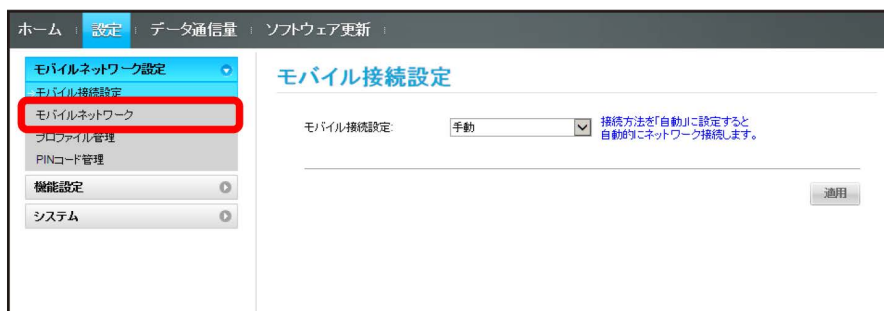 ホーム 設定 データ通信量 ソフトウェア更新
モバイルネットワーク設定
モバイル接続設定
モバイルネットワーク
プロファイル管理
PINコード管理
機能設定
システム
モバイル接続設定
モバイル接続設定: 手動
接続方法を「自動」に設定すると
自動的にネットワーク接続します。
適用